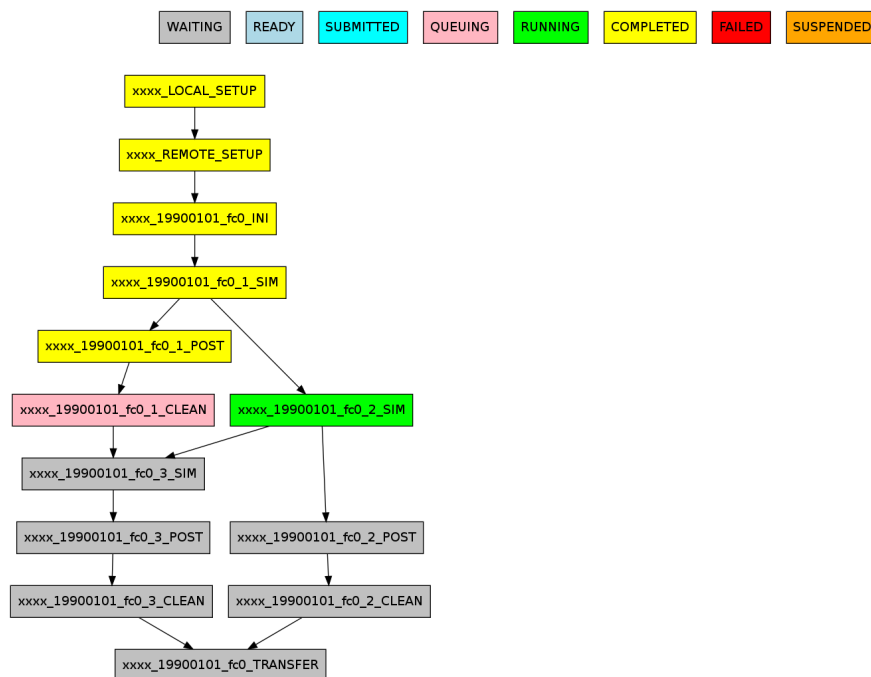 WAITING READY SUBMITTED QUEUING RUNNING COMPLETED FAILED SUSPENDED
xxxx_LOCAL_SETUP
xxxx_REMOTE_SETUP
xxxx_19900101_fc0_INI
xxxx_19900101_fc0_1_SIM
xxxx_19900101_fc0_1_POST
xxxx_19900101_fc0_1_CLEAN xxxx_19900101_fc0_2_SIM
xxxx_19900101_fc0_3_SIM
xxxx_19900101_fc0_3_POST xxxx_19900101_fc0_2_POST
xxxx_19900101_fc0_3_CLEAN xxxx_19900101_fc0_2_CLEAN
xxxx_19900101_fc0_TRANSFER